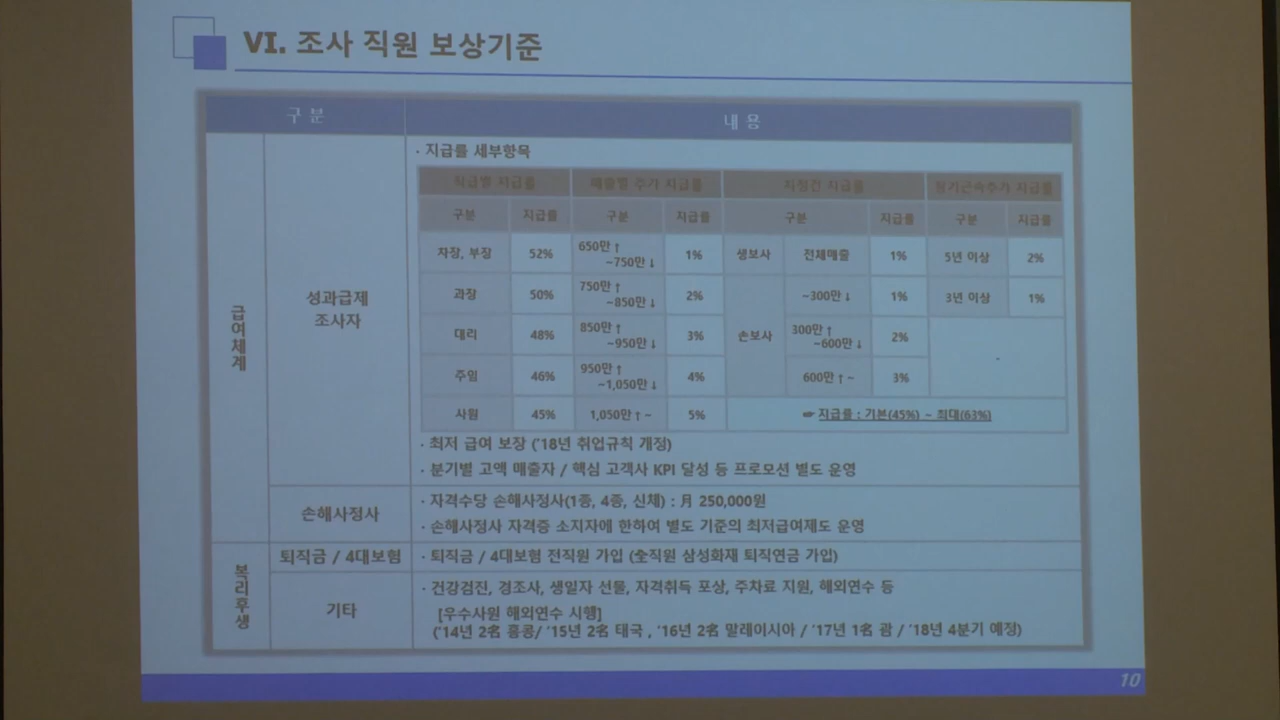 VI. 조사 직원 보상기준
구 분 내 용
급여체계
성과급제
조사자
· 지급률 세부항목
직급별 지급률 매출별 추가 지급률 지점간 지급률 장기근속추가 지급률
구분 지급률 구분 지급률 구분 지급률 구분 지급률
차장, 부장 52% 650만↑ ~750만↓ 1% 생보사 전체매출 1% 5년 이상 2%
과장 50% 750만↑ ~850만↓ 2% ~300만↓ 1% 3년 이상 1%
대리 48% 850만↑ ~950만↓ 3% 손보사 300만↑ ~600만↓ 2%
주임 46% 950만↑ ~1,050만↓ 4% 600만↑~ 3%
사원 45% 1,050만↑~ 5% ☛ 지급률 : 기본(45%) ~ 최대(63%)
· 최저 급여 보장 ('18년 취업규칙 개정)
· 분기별 고액 매출자 / 핵심 고객사 KPI 달성 등 프로모션 별도 운영
손해사정사
· 자격수당 손해사정사(1종, 4종, 신체) : 月 250,000원
· 손해사정사 자격증 소지자에 한하여 별도 기준의 최저급여제도 운영
복리후생
퇴직금 / 4대보험 · 퇴직금 / 4대보험 전직원 가입 (全직원 삼성화재 퇴직연금 가입)
기타
· 건강검진, 경조사, 생일자 선물, 자격취득 포상, 주차료 지원, 해외연수 등
[우수사원 해외연수 시행]
('14년 2名 홍콩/ '15년 2名 태국 , '16년 2名 말레이시아 / '17년 1名 괌 / '18년 4분기 예정)
10